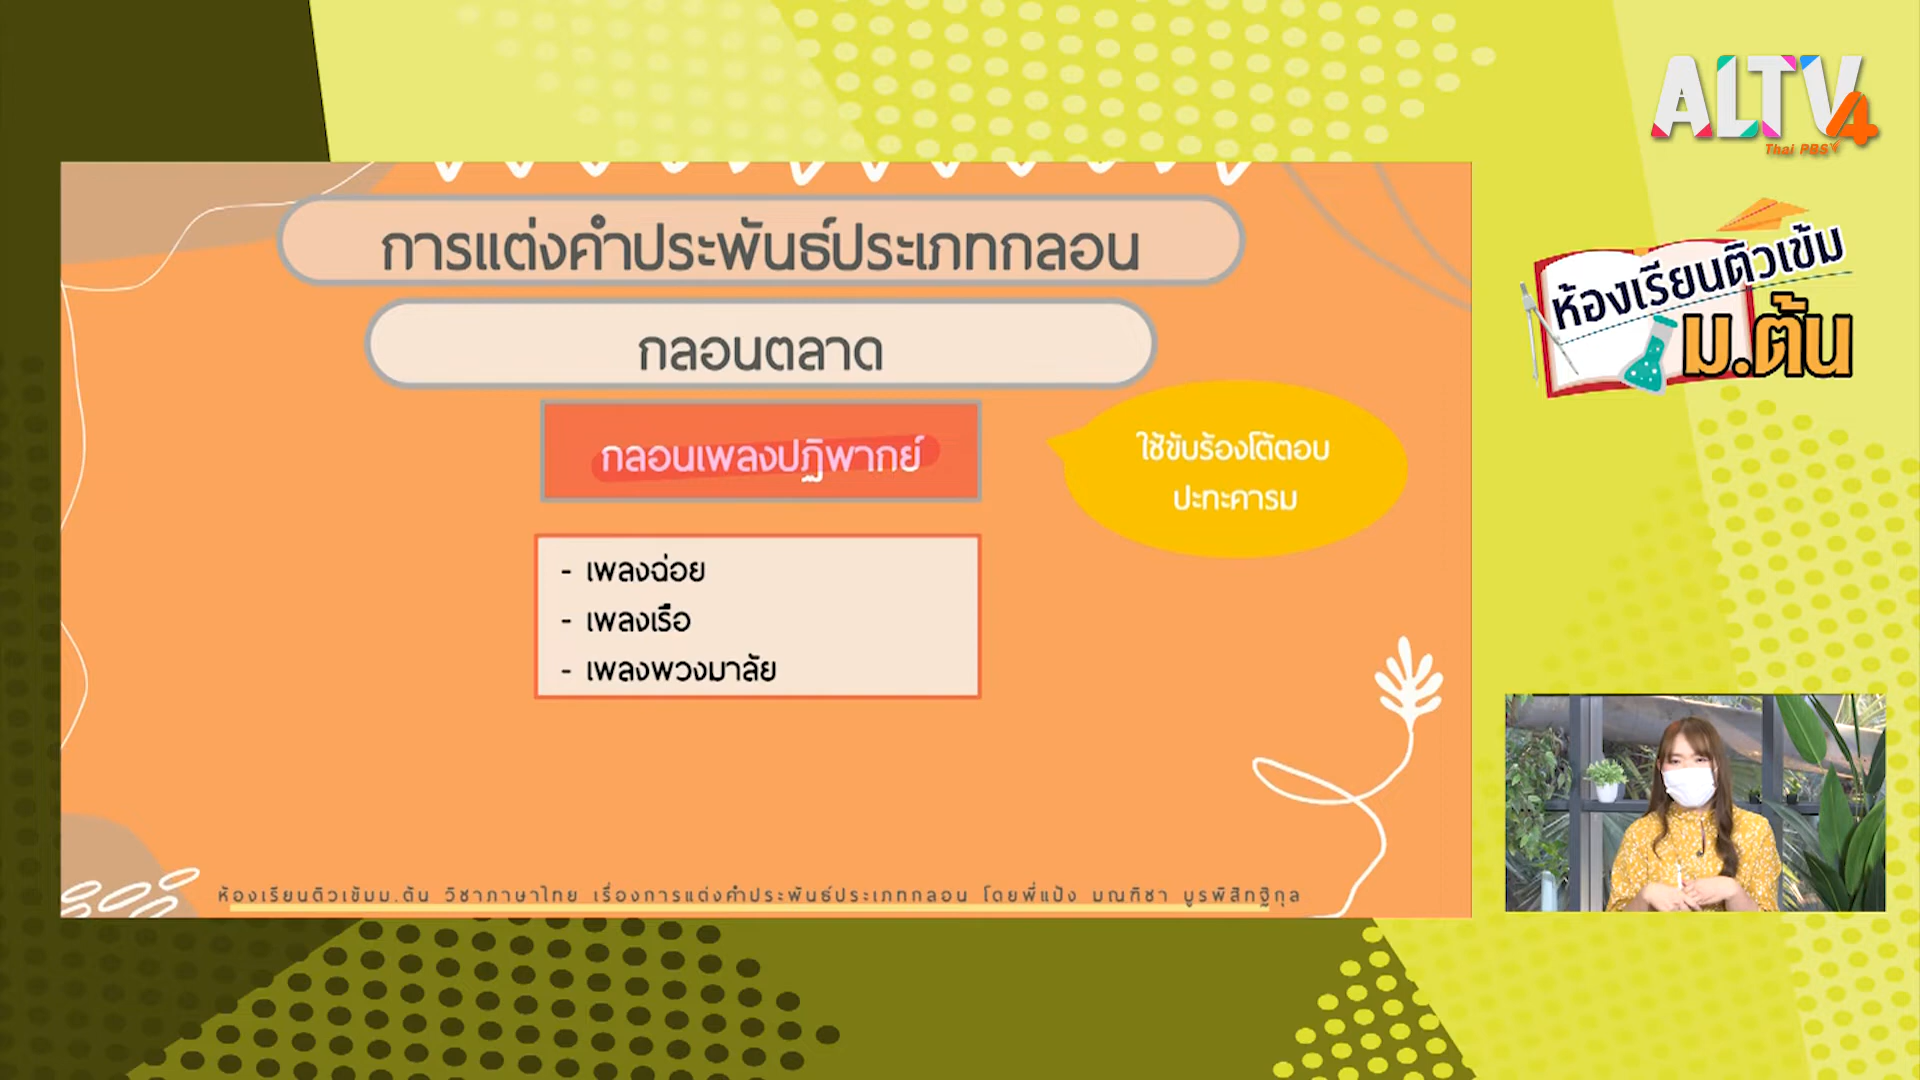 ALTV4
Thai PBS
ห้องเรียนติวเข้ม
ม.ต้น
การแต่งคำประพันธ์ประเภทกลอน
กลอนตลาด
กลอนเพลงปฏิพากย์
ใช้ขับร้องโต้ตอบ
ปะทะคารม
- เพลงฉ่อย
- เพลงเรือ
- เพลงพวงมาลัย
ห้องเรียนติวเข้มม.ต้น วิชาภาษาไทย เรื่องการแต่งคำประพันธ์ประเภทกลอน โดยพี่แป้ง มณฑิชา บูรพิสิทฐิกุล